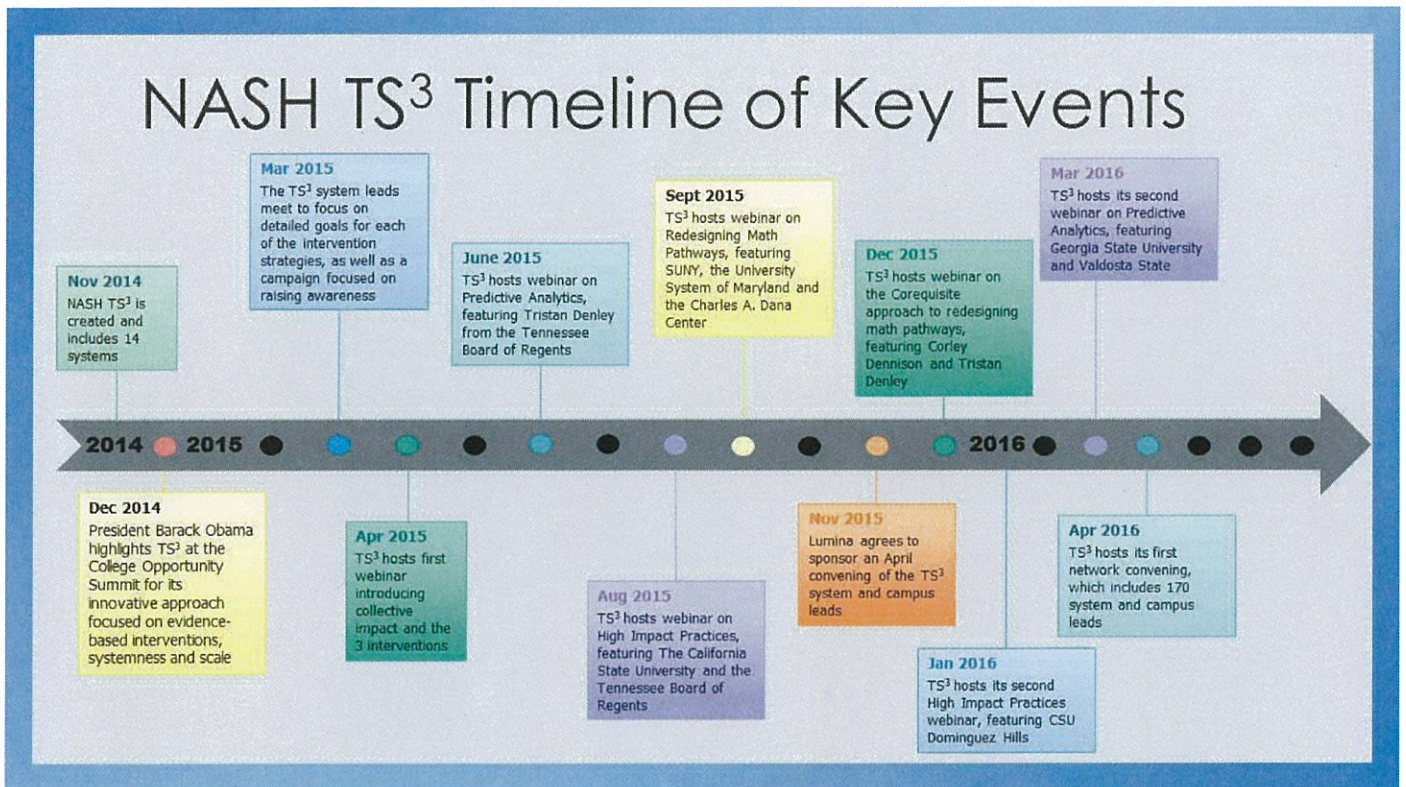 NASH TS³ Timeline of Key Events
Nov 2014
NASH TS³ is
created and
includes 14
systems
Mar 2015
The TS³ system leads
meet to focus on
detailed goals for each
of the intervention
strategies, as well as a
campaign focused on
raising awareness
June 2015
TS³ hosts webinar on
Predictive Analytics,
featuring Tristan Denley
from the Tennessee
Board of Regents
Sept 2015
TS³ hosts webinar on
Redesigning Math
Pathways, featuring
SUNY, the University
System of Maryland and
the Charles A. Dana
Center
Dec 2015
TS³ hosts webinar on
the Corequisite
approach to redesigning
math pathways,
featuring Corley
Dennison and Tristan
Denley
Mar 2016
TS³ hosts its second
webinar on Predictive
Analytics, featuring
Georgia State University
and Valdosta State
2014 2015 2016
Dec 2014
President Barack Obama
highlights TS³ at the
College Opportunity
Summit for its
innovative approach
focused on evidence-
based interventions,
systemness and scale
Apr 2015
TS³ hosts first
webinar
introducing
collective
impact and the
3 interventions
Aug 2015
TS³ hosts webinar on
High Impact Practices,
featuring The California
State University and the
Tennessee Board of
Regents
Nov 2015
Lumina agrees to
sponsor an April
convening of the TS³
system and campus
leads
Jan 2016
TS³ hosts its second
High Impact Practices
webinar, featuring CSU
Dominguez Hills
Apr 2016
TS³ hosts its first
network convening,
which includes 170
system and campus
leads